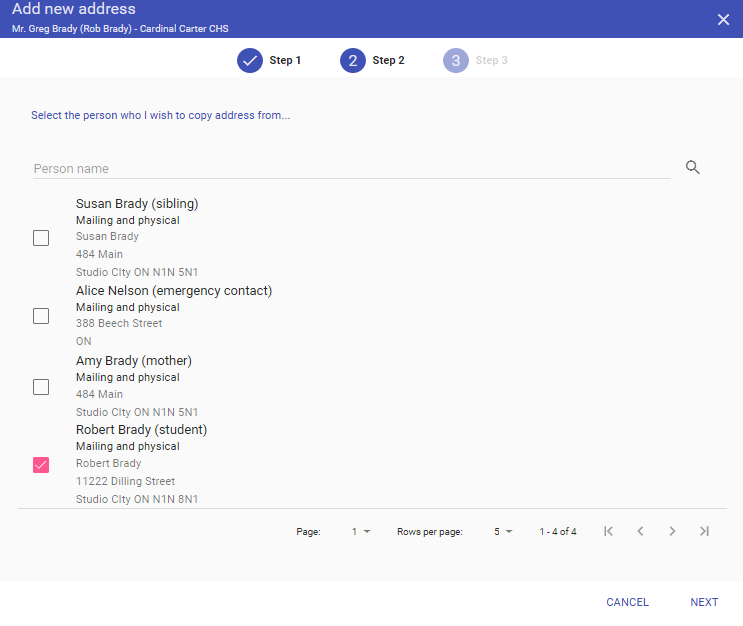 Add new address
Mr. Greg Brady (Rob Brady) - Cardinal Carter CHS
Step 1
2 Step 2
3 Step 3
Select the person who I wish to copy address from...
Person name
Susan Brady (sibling)
Mailing and physical
Susan Brady
484 Main
Studio CIty ON N1N 5N1
Alice Nelson (emergency contact)
Mailing and physical
388 Beech Street
ON
Amy Brady (mother)
Mailing and physical
484 Main
Studio CIty ON N1N 5N1
Robert Brady (student)
Mailing and physical
Robert Brady
11222 Dilling Street
Studio CIty ON N1N 8N1
Page: 1 Rows per page: 5 1 - 4 of 4
CANCEL NEXT